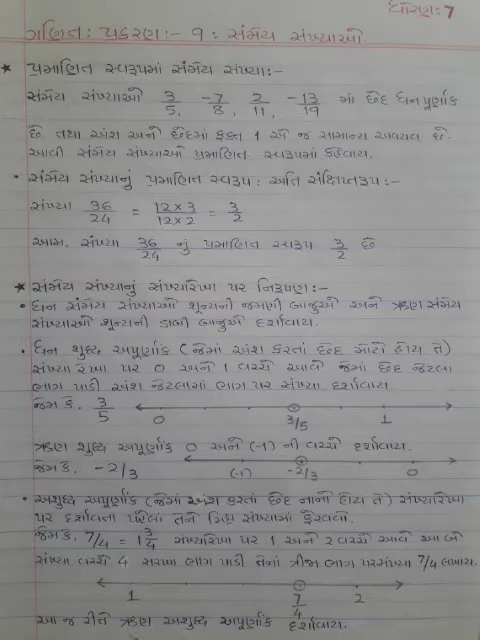 ધોરણ: 7
ગણિત: પ્રકરણ:- ૧: સંમેય સંખ્યાઓ.
* પ્રમાણિત સ્વરૂપમાં સંમેય સંખ્યા:-
સંમેય સંખ્યાઓ 3/5, -7/8, 2/11, -13/19 માં છેદ ધનપૂર્ણાંક
છે તથા અંશ અને છેદમાં ફક્ત 1 એ જ સામાન્ય અવયવ છે.
આવી સંમેય સંખ્યાઓ પ્રમાણિત સ્વરૂપમાં કહેવાય.
• સંમેય સંખ્યાનું પ્રમાણિત સ્વરૂપ: અતિ સંક્ષિપ્તરૂપ:-
સંખ્યા 36/24 = 12×3/12×2 = 3/2
આમ, સંખ્યા 36/24 નું પ્રમાણિત સ્વરૂપ 3/2 છે
* સંમેય સંખ્યાનું સંખ્યારેખા પર નિરૂપણ:-
• ધન સંમેય સંખ્યાઓ શૂન્યની જમણી બાજુએ અને ઋણ સંમેય
સંખ્યાઓ શૂન્યની ડાબી બાજુએ દર્શાવાય.
• ધન શુદ્ધ અપૂર્ણાંક (જેમાં અંશ કરતાં છેદ મોટો હોય તે)
સંખ્યા રેખા પર 0 અને 1 વચ્ચે આવે જેમાં છેદ જેટલા
ભાગ પાડી અંશ જેટલામાં ભાગ પર સંખ્યા દર્શાવાય.
જેમ કે, 3/5 0 3/5 1
ઋણ શુદ્ધ અપૂર્ણાંક 0 અને (-1) ની વચ્ચે દર્શાવાય.
જેમ કે, -2/3 (-1) -2/3 0
• અશુદ્ધ અપૂર્ણાંક (જેમાં અંશ કરતાં છેદ નાનો હોય તે) સંખ્યારેખા
પર દર્શાવતા પહેલાં તેને મિશ્ર સંખ્યામાં ફેરવવો.
જેમ કે, 7/4 = 1 3/4 સંખ્યારેખા પર 1 અને 2 વચ્ચે આવે આ બે
સંખ્યા વચ્ચે 4 સરખા ભાગ પાડી તેનાં ત્રીજા ભાગ પર સંખ્યા 7/4 લખાય.
1 7/4 2
આ જ રીતે ઋણ અશુદ્ધ અપૂર્ણાંક દર્શાવાય.